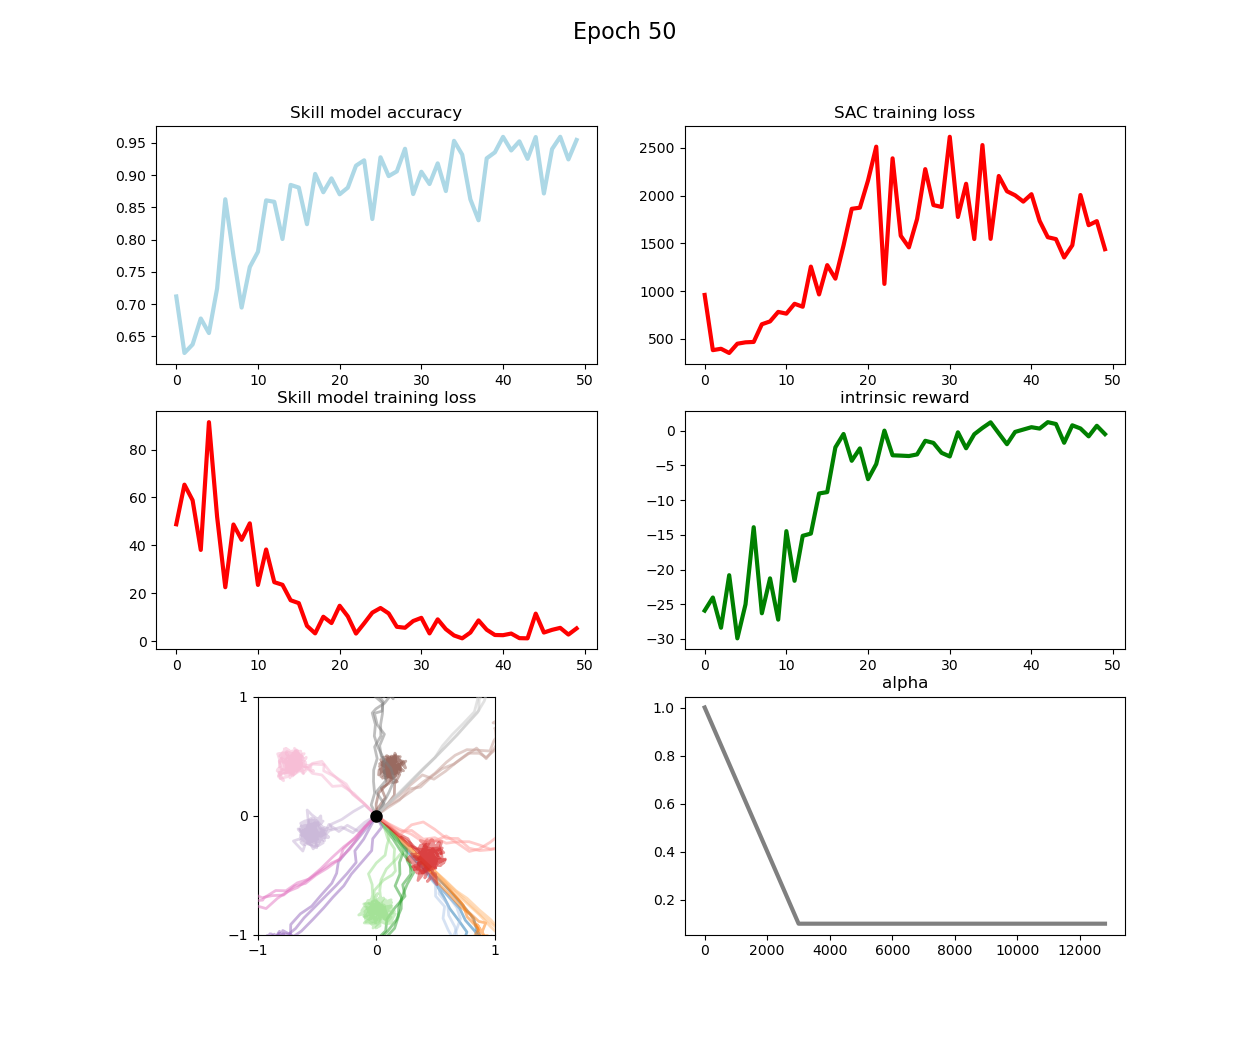 Epoch 50
Skill model accuracy
0.95
0.90
0.85
0.80
0.75
0.70
0.65
0 10 20 30 40 50
SAC training loss
2500
2000
1500
1000
500
0 10 20 30 40 50
Skill model training loss
80
60
40
20
0
0 10 20 30 40 50
intrinsic reward
0
−5
−10
−15
−20
−25
−30
0 10 20 30 40 50
1
0
−1
−1 0 1
alpha
1.0
0.8
0.6
0.4
0.2
0 2000 4000 6000 8000 10000 12000